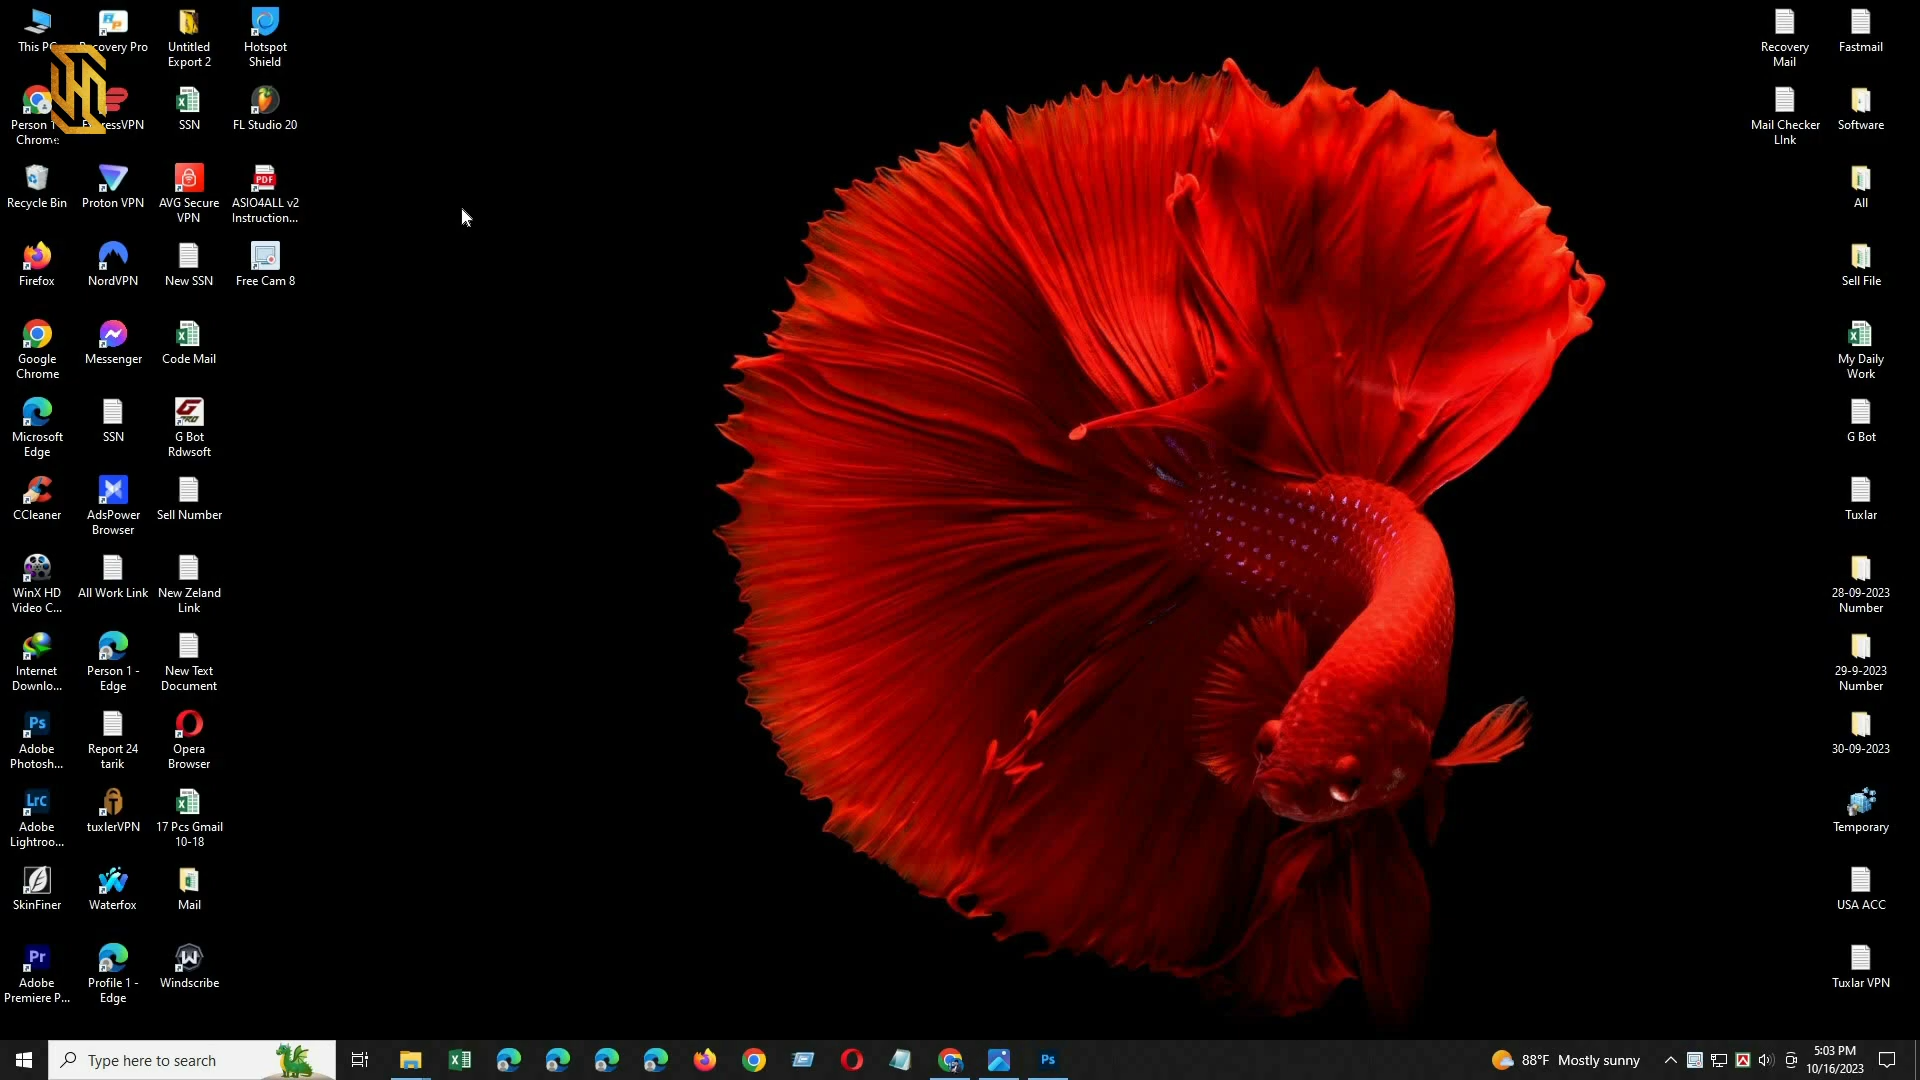 This PC
Recovery Pro
Untitled
Export 2
Hotspot
Shield
Person 1
Chrome
ExpressVPN
SSN
FL Studio 20
Recycle Bin
Proton VPN
AVG Secure
VPN
ASIO4ALL v2
Instruction...
Firefox
NordVPN
New SSN
Free Cam 8
Google
Chrome
Messenger
Code Mail
Microsoft
Edge
SSN
G Bot
Rdwsoft
CCleaner
AdsPower
Browser
Sell Number
WinX HD
Video C...
All Work Link
New Zeland
Link
Internet
Downlo...
Person 1 -
Edge
New Text
Document
Adobe
Photosh...
Report 24
tarik
Opera
Browser
Adobe
Lightroo...
tuxlerVPN
17 Pcs Gmail
10-18
SkinFiner
Waterfox
Mail
Adobe
Premiere P...
Profile 1 -
Edge
Windscribe
Recovery
Mail
Fastmail
Mail Checker
LInk
Software
All
Sell File
My Daily
Work
G Bot
Tuxlar
28-09-2023
Number
29-9-2023
Number
30-09-2023
Temporary
USA ACC
Tuxlar VPN
Type here to search
88°F Mostly sunny
5:03 PM
10/16/2023